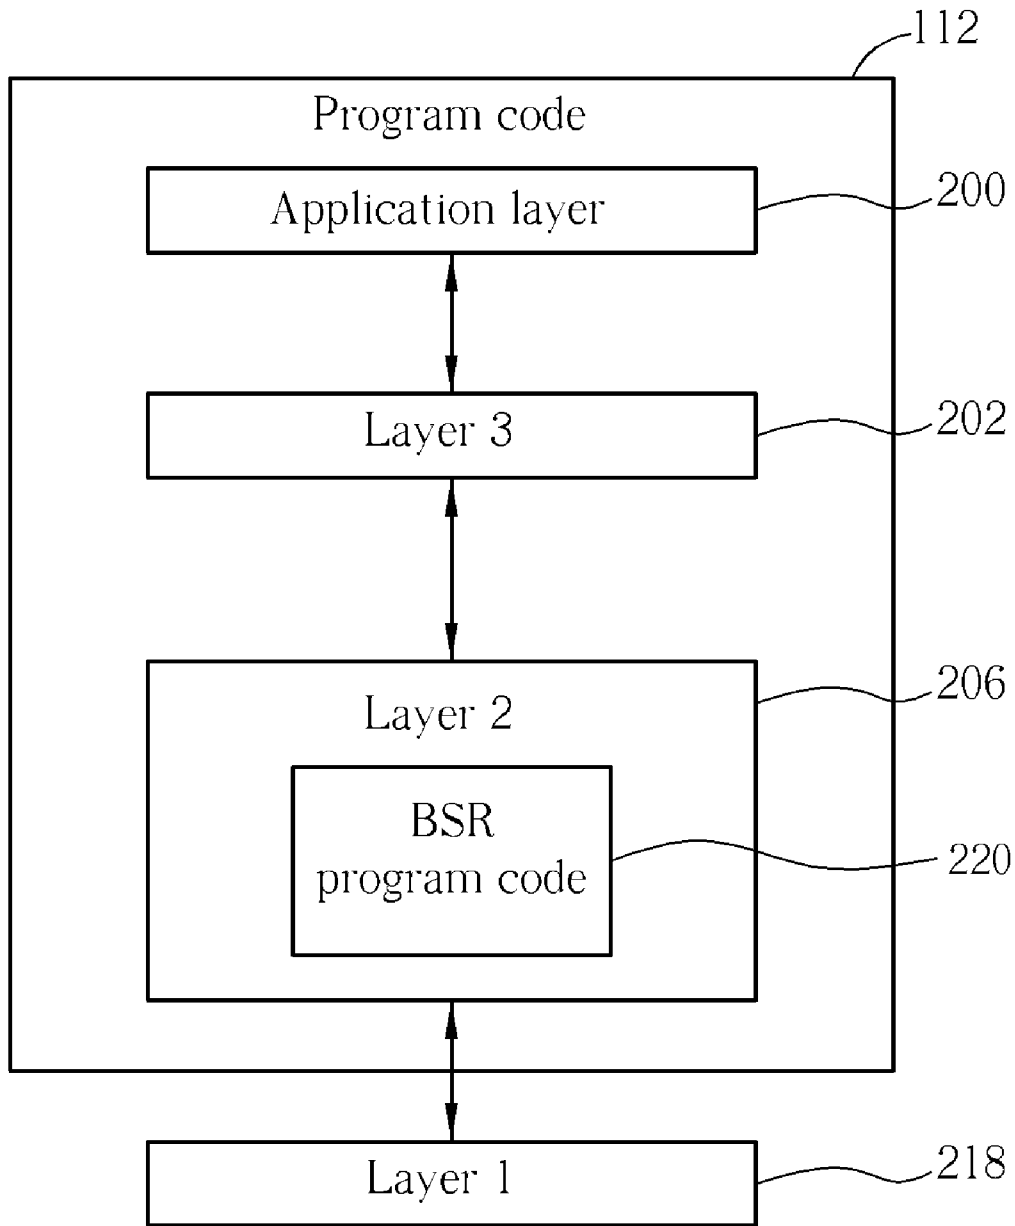 112
Program code
Application layer
200
Layer 3
202
Layer 2
206
BSR
program code
220
Layer 1
218